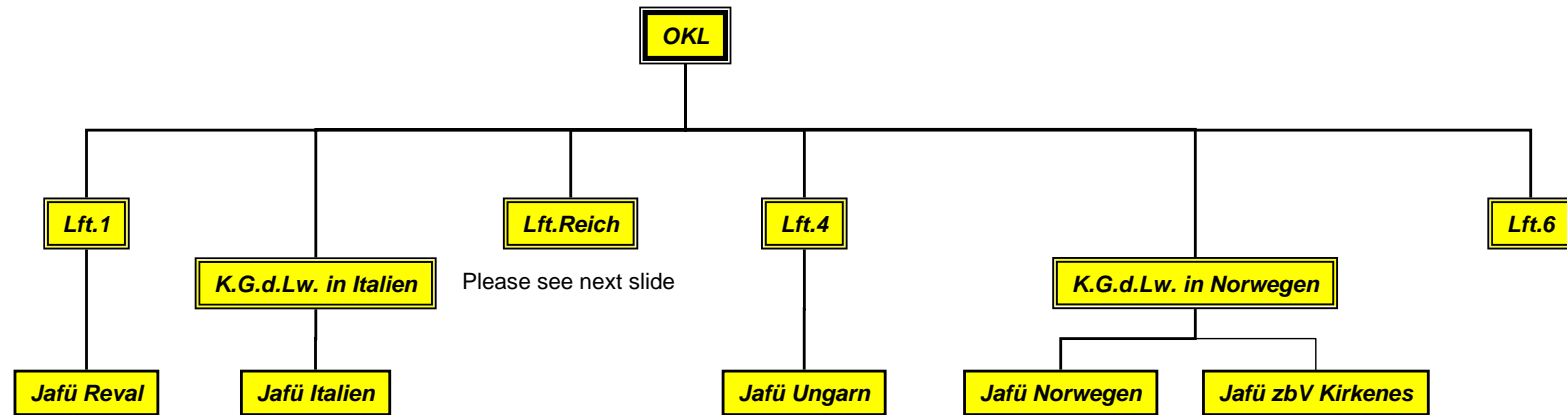 OKL
Lft.1
Lft.Reich
Lft.4
Lft.6
K.G.d.Lw. in Italien
Please see next slide
K.G.d.Lw. in Norwegen
Jafü Reval
Jafü Italien
Jafü Ungarn
Jafü Norwegen
Jafü zbV Kirkenes